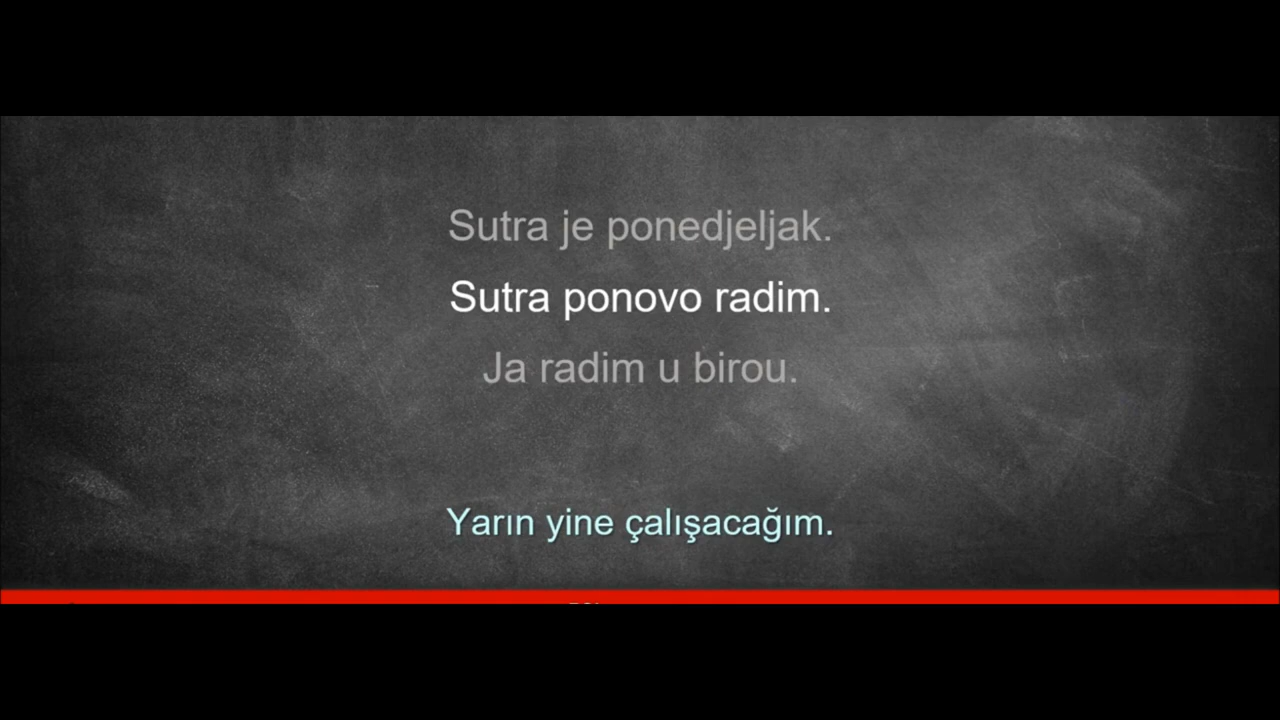 Sutra je ponedjeljak.
Sutra ponovo radim.
Ja radim u birou.
Yarın yine çalışacağım.